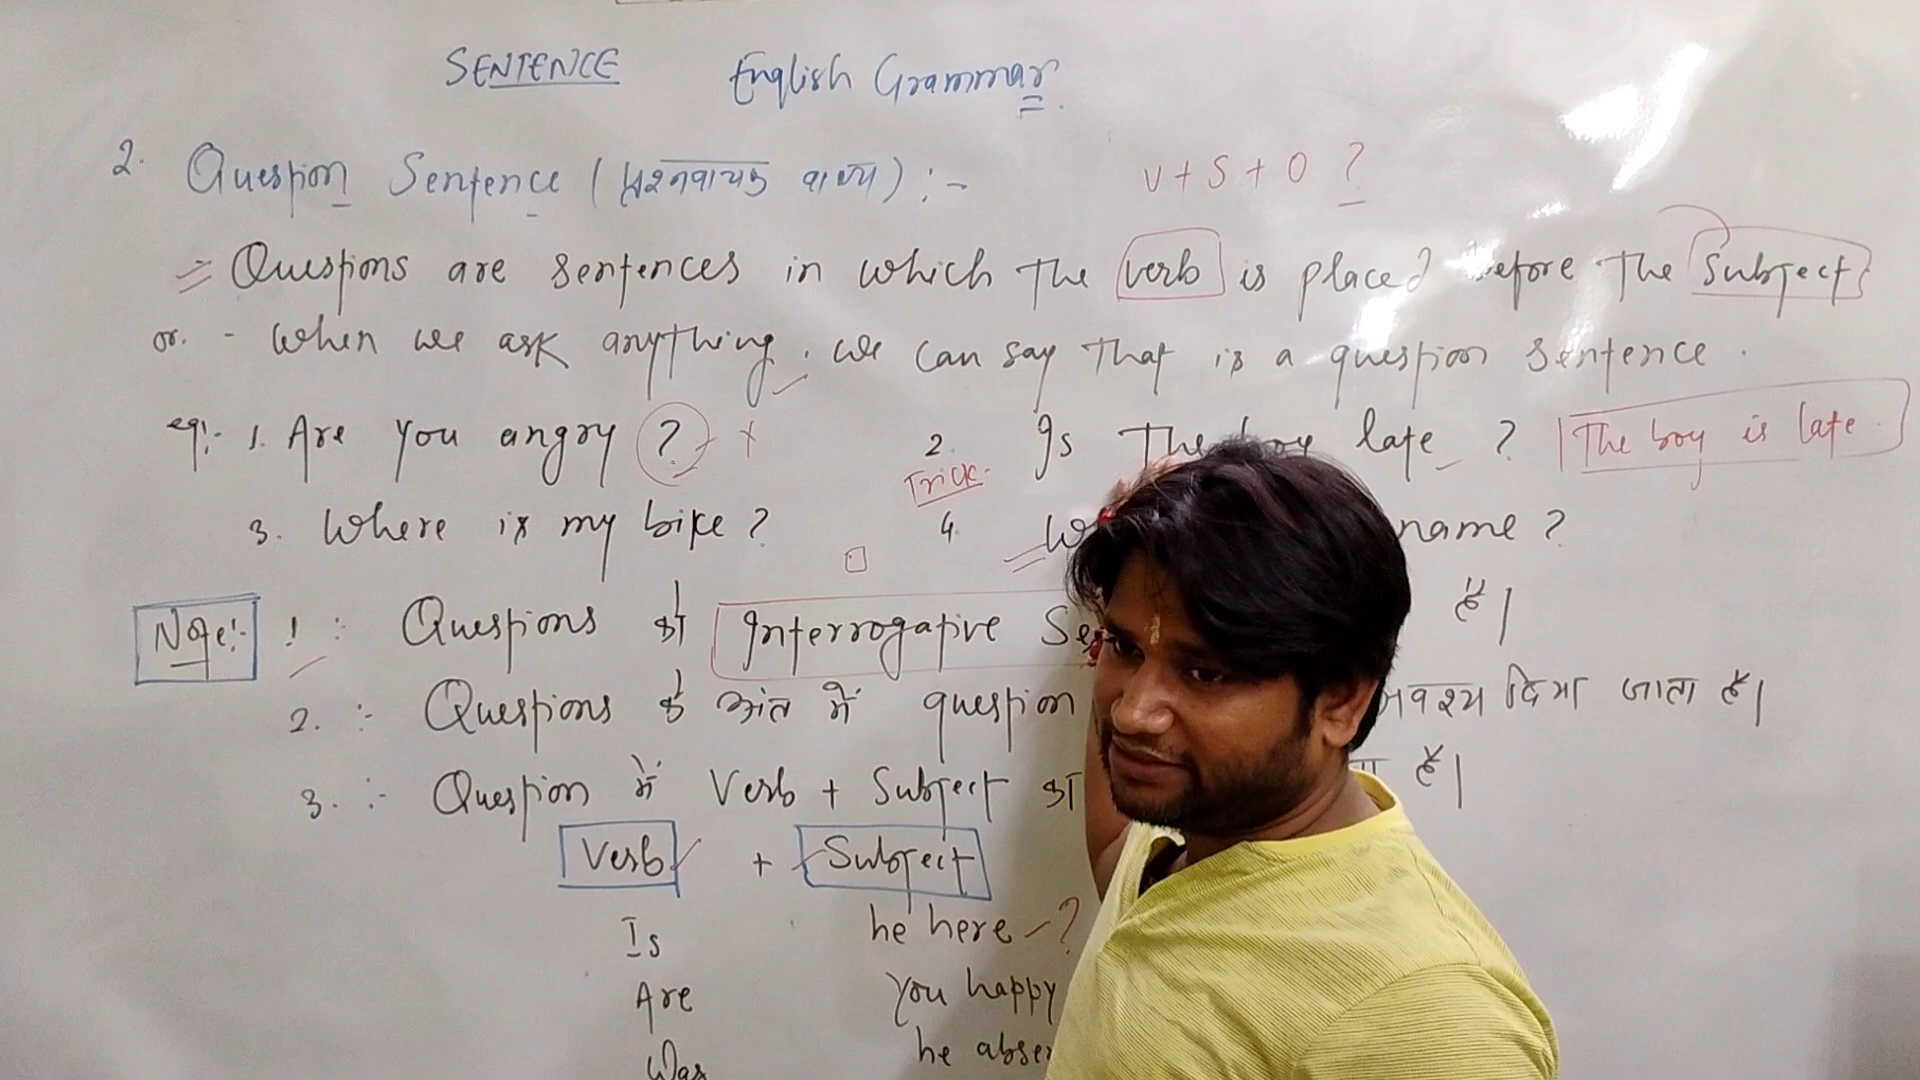 SENTENCE English Grammar
2. Question Sentence (प्रश्नवाचक वाक्य) :- V + S + O ?
= Questions are sentences in which the verb is placed before the subject
or. - When we ask anything, we can say that is a question sentence.
eg:- 1. Are you angry ? 2. Is the boy late ? The boy is late.
Trick.
3. Where is my bike ? 4. name ?
Note:- 1 : Questions को Interrogative है।
2. :- Questions के अंत में question दिया जाता है।
3. :- Question में Verb + Subject का है।
Verb + Subject
Is he here - ?
Are you happy
Was he